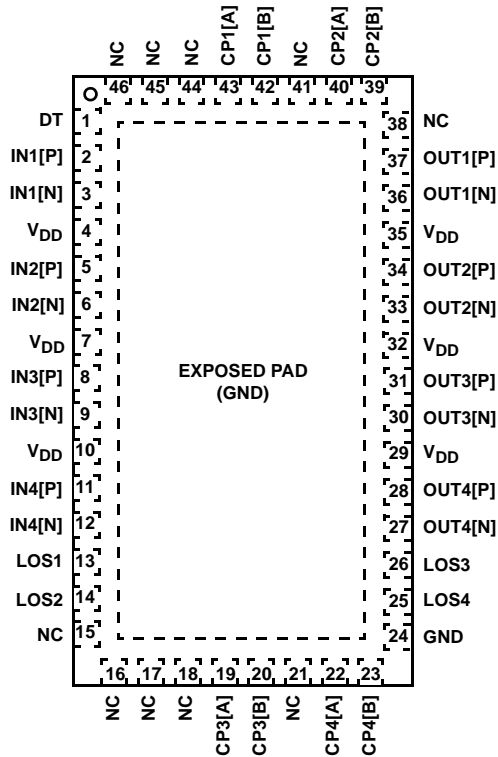 NC NC NC CP1[A] CP1[B] NC CP2[A] CP2[B]
46 45 44 43 42 41 40 39
DT 1 38 NC
IN1[P] 2 37 OUT1[P]
IN1[N] 3 36 OUT1[N]
VDD 4 35 VDD
IN2[P] 5 34 OUT2[P]
IN2[N] 6 33 OUT2[N]
VDD 7 32 VDD
EXPOSED PAD
(GND)
IN3[P] 8 31 OUT3[P]
IN3[N] 9 30 OUT3[N]
VDD 10 29 VDD
IN4[P] 11 28 OUT4[P]
IN4[N] 12 27 OUT4[N]
LOS1 13 26 LOS3
LOS2 14 25 LOS4
NC 15 24 GND
16 17 18 19 20 21 22 23
NC NC NC CP3[A] CP3[B] NC CP4[A] CP4[B]